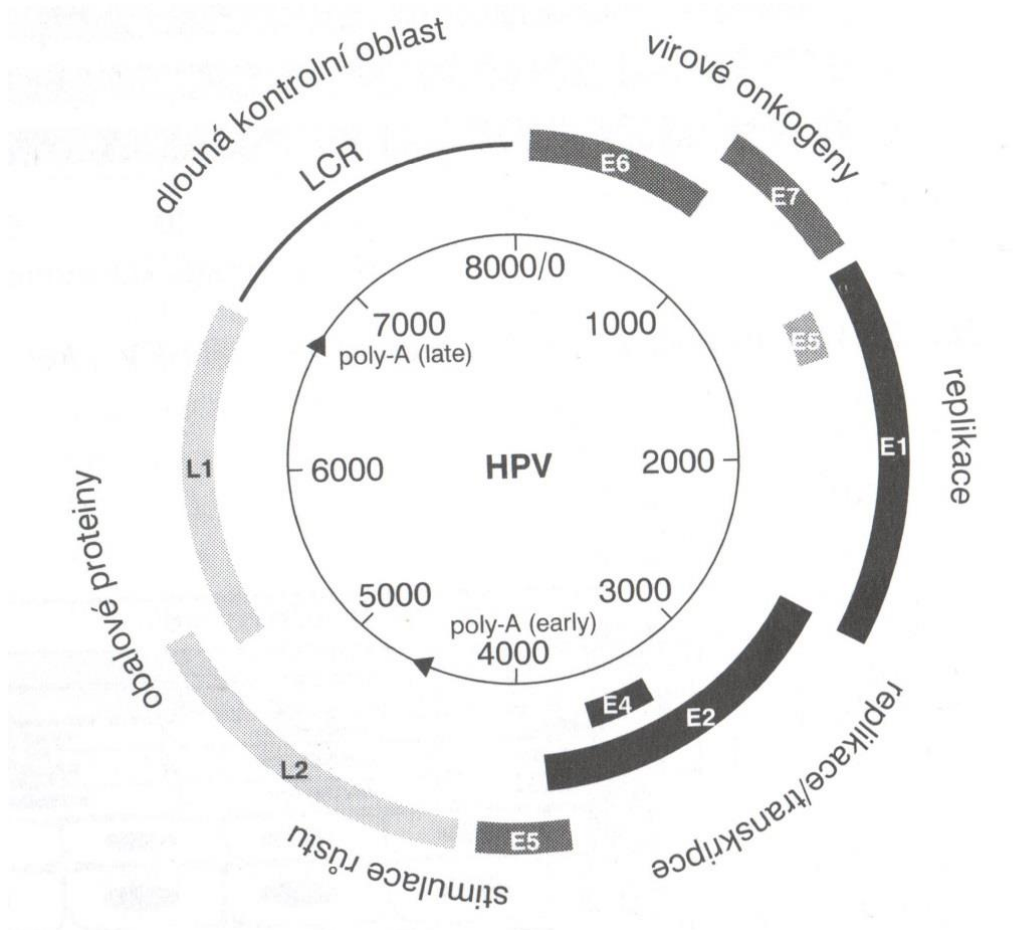 dlouhá kontrolní oblast
LCR
virové onkogeny
E6
E7
8000/0
7000
1000
poly-A (late)
E5
E1
replikace
L1
6000
HPV
2000
obalové proteiny
5000
3000
poly-A (early)
4000
E4
E2
replikace/transkripce
L2
E5
stimulace růstu